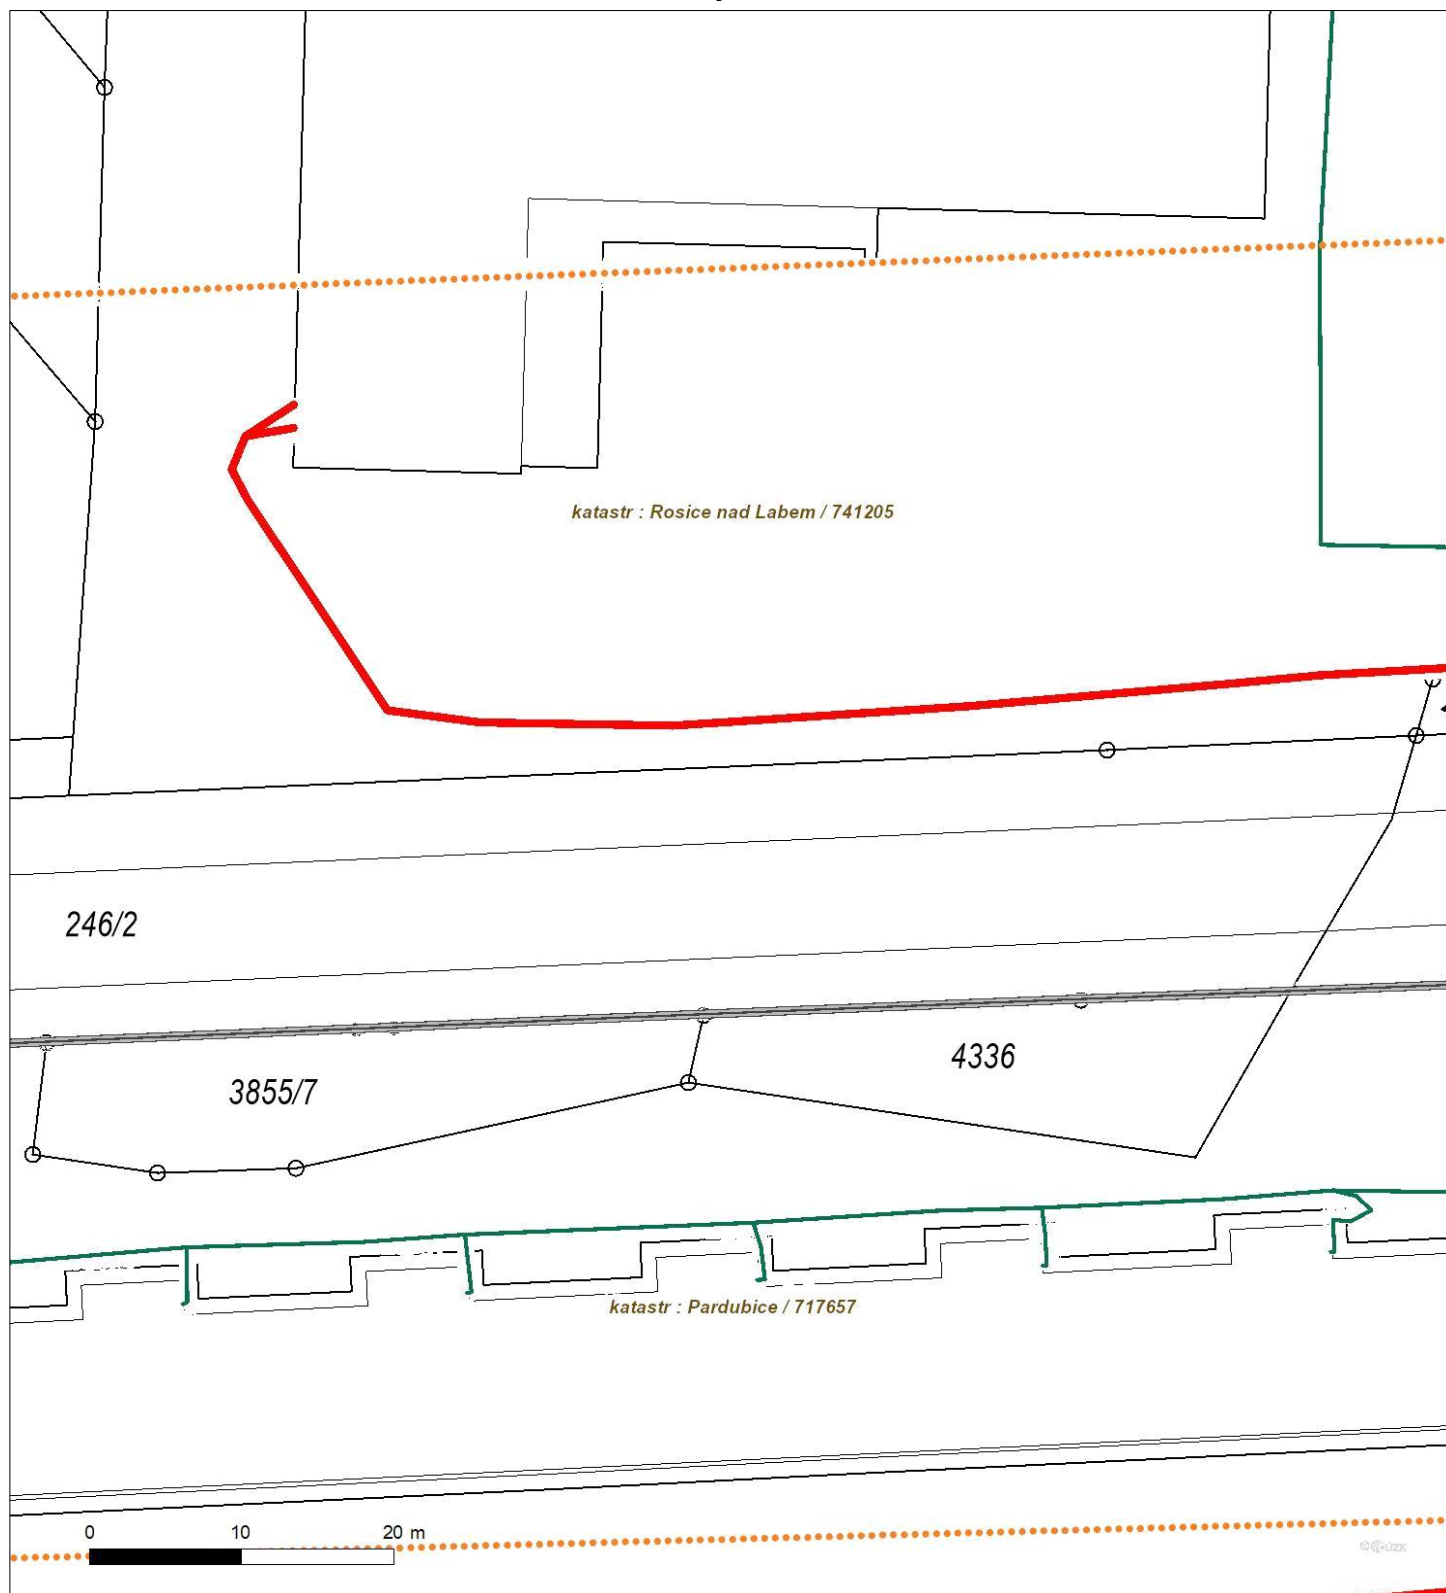 katastr : Rosice nad Labem / 741205
246/2
4336
3855/7
katastr : Pardubice / 717657
0 10 20 m